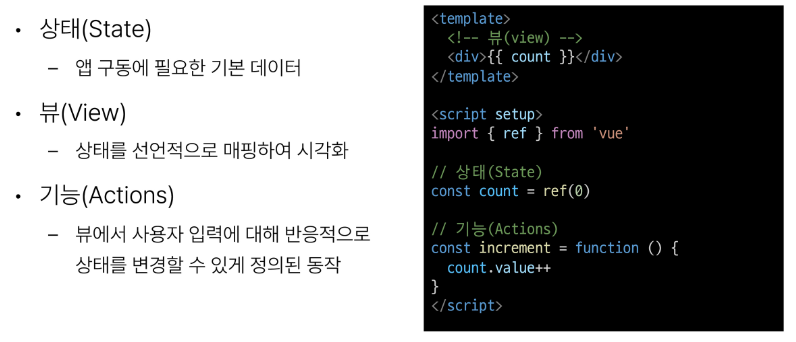 • 상태(State)
– 앱 구동에 필요한 기본 데이터
• 뷰(View)
– 상태를 선언적으로 매핑하여 시각화
• 기능(Actions)
– 뷰에서 사용자 입력에 대해 반응적으로
상태를 변경할 수 있게 정의된 동작
<template>
  <!-- 뷰(view) -->
  <div>{{ count }}</div>
</template>

<script setup>
import { ref } from 'vue'

// 상태(State)
const count = ref(0)

// 기능(Actions)
const increment = function () {
  count.value++
}
</script>